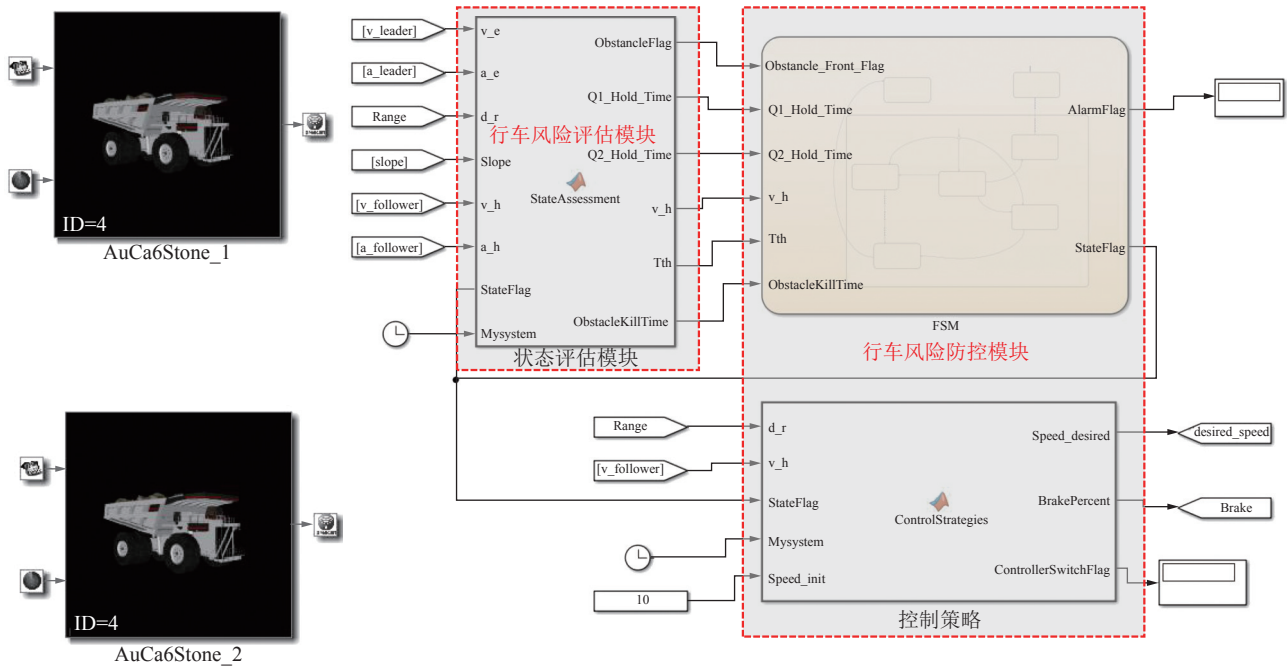 ID=4
AuCa6Stone_1
ID=4
AuCa6Stone_2
[v_leader]
[a_leader]
Range
[slope]
[v_follower]
[a_follower]
v_e
a_e
d_r
Slope
v_h
a_h
StateFlag
Mysystem
行车风险评估模块
StateAssessment
ObstancleFlag
Q1_Hold_Time
Q2_Hold_Time
v_h
Tth
ObstacleKillTime
状态评估模块
Obstancle_Front_Flag
Q1_Hold_Time
Q2_Hold_Time
v_h
Tth
ObstacleKillTime
AlarmFlag
StateFlag
FSM
行车风险防控模块
Range
[v_follower]
10
d_r
v_h
StateFlag
Mysystem
Speed_init
ControlStrategies
Speed_desired
BrakePercent
ControllerSwitchFlag
desired_speed
Brake
控制策略